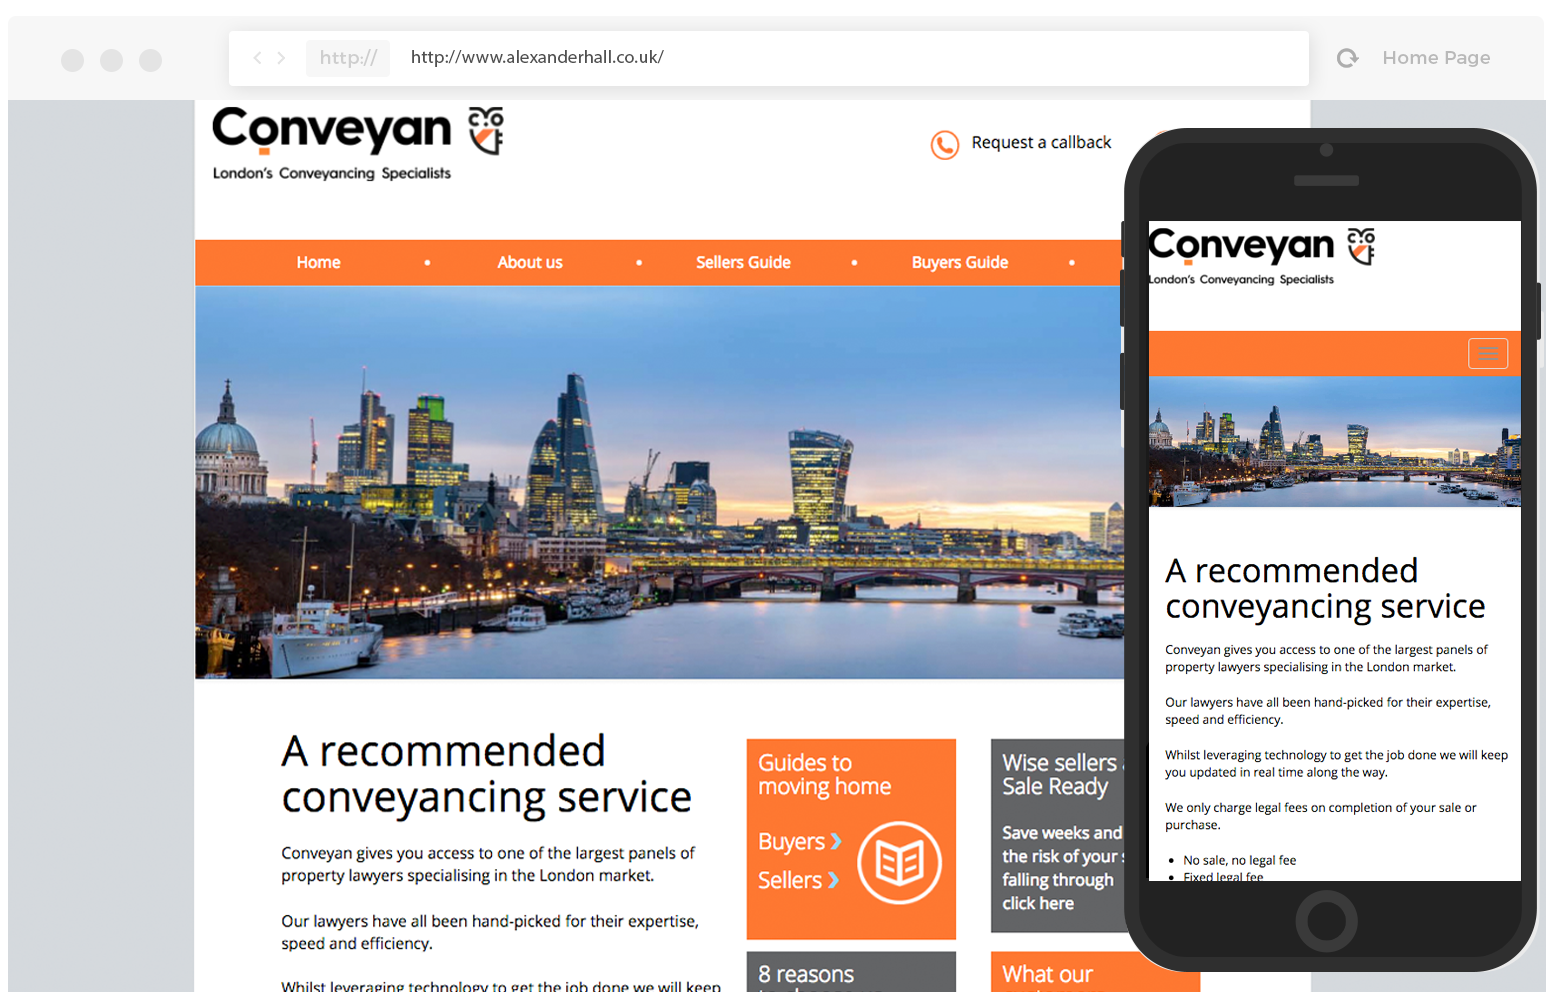 http://
http://www.alexanderhall.co.uk/
Home Page
Conveyan
London's Conveyancing Specialists
Request a callback
Home • About us • Sellers Guide • Buyers Guide •
A recommended
conveyancing service
Conveyan gives you access to one of the largest panels of
property lawyers specialising in the London market.
Our lawyers have all been hand-picked for their expertise,
speed and efficiency.
Whilst leveraging technology to get the job done we will keep
Guides to
moving home
Buyers
Sellers
Wise sellers
Sale Ready
Save weeks and
the risk of your
falling through
click here
8 reasons
What our
Conveyan
London's Conveyancing Specialists
A recommended
conveyancing service
Conveyan gives you access to one of the largest panels of
property lawyers specialising in the London market.
Our lawyers have all been hand-picked for their expertise,
speed and efficiency.
Whilst leveraging technology to get the job done we will keep
you updated in real time along the way.
We only charge legal fees on completion of your sale or
purchase.
• No sale, no legal fee
• Fixed legal fee